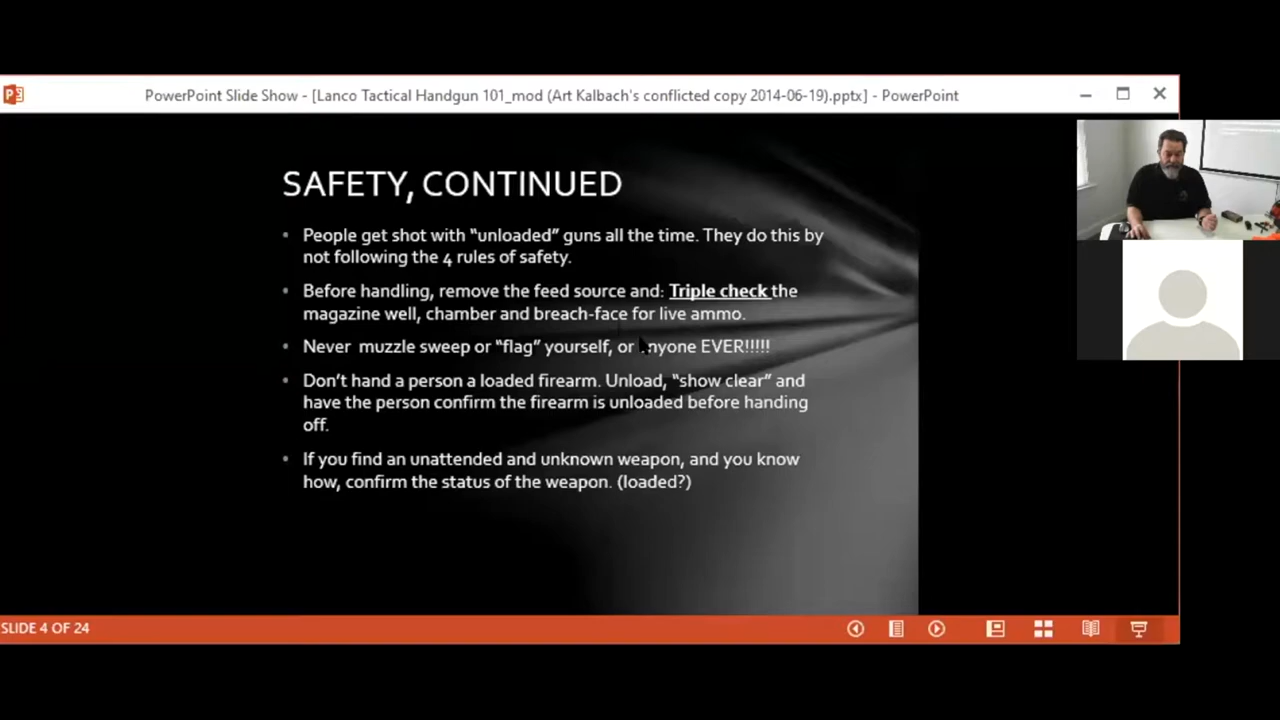 PowerPoint Slide Show - [Lanco Tactical Handgun 101_mod (Art Kalbach's conflicted copy 2014-06-19).pptx] - PowerPoint
SAFETY, CONTINUED
• People get shot with “unloaded” guns all the time. They do this by
not following the 4 rules of safety.
• Before handling, remove the feed source and: Triple check the
magazine well, chamber and breach-face for live ammo.
• Never muzzle sweep or “flag” yourself, or anyone EVER!!!!!
• Don’t hand a person a loaded firearm. Unload, “show clear” and
have the person confirm the firearm is unloaded before handing
off.
• If you find an unattended and unknown weapon, and you know
how, confirm the status of the weapon. (loaded?)
SLIDE 4 OF 24